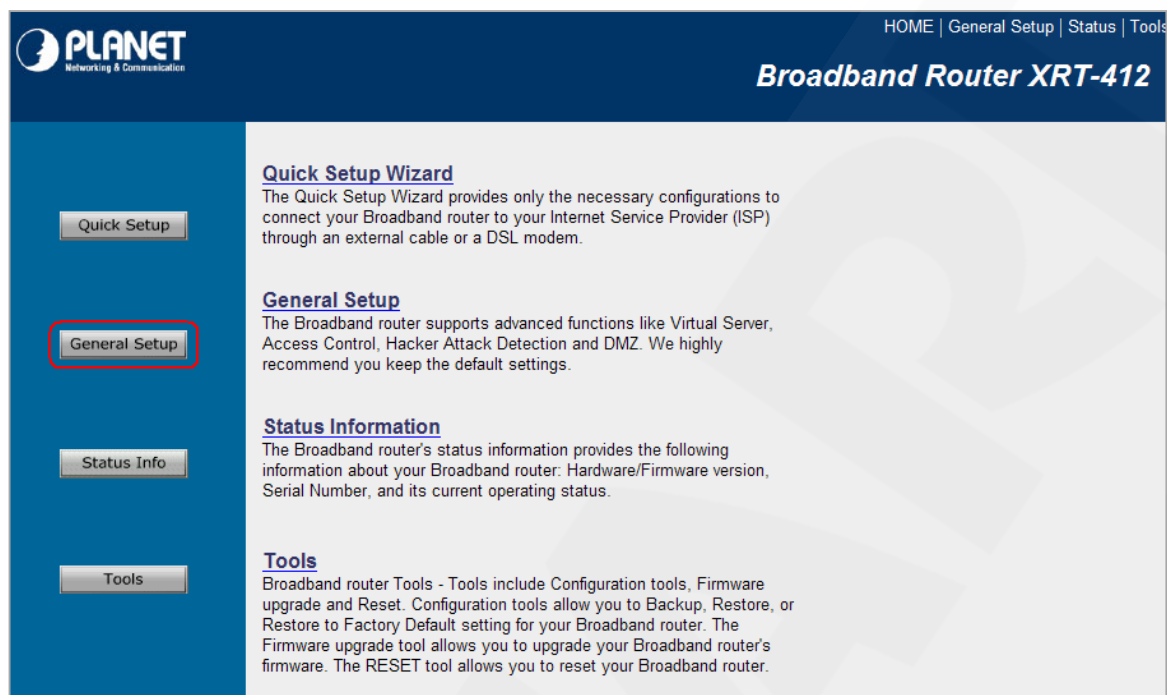 PLANET
Networking & Communication
HOME | General Setup | Status | Tools
Broadband Router XRT-412
Quick Setup
Quick Setup Wizard
The Quick Setup Wizard provides only the necessary configurations to
connect your Broadband router to your Internet Service Provider (ISP)
through an external cable or a DSL modem.
General Setup
General Setup
The Broadband router supports advanced functions like Virtual Server,
Access Control, Hacker Attack Detection and DMZ. We highly
recommend you keep the default settings.
Status Info
Status Information
The Broadband router's status information provides the following
information about your Broadband router: Hardware/Firmware version,
Serial Number, and its current operating status.
Tools
Tools
Broadband router Tools - Tools include Configuration tools, Firmware
upgrade and Reset. Configuration tools allow you to Backup, Restore, or
Restore to Factory Default setting for your Broadband router. The
Firmware upgrade tool allows you to upgrade your Broadband router's
firmware. The RESET tool allows you to reset your Broadband router.